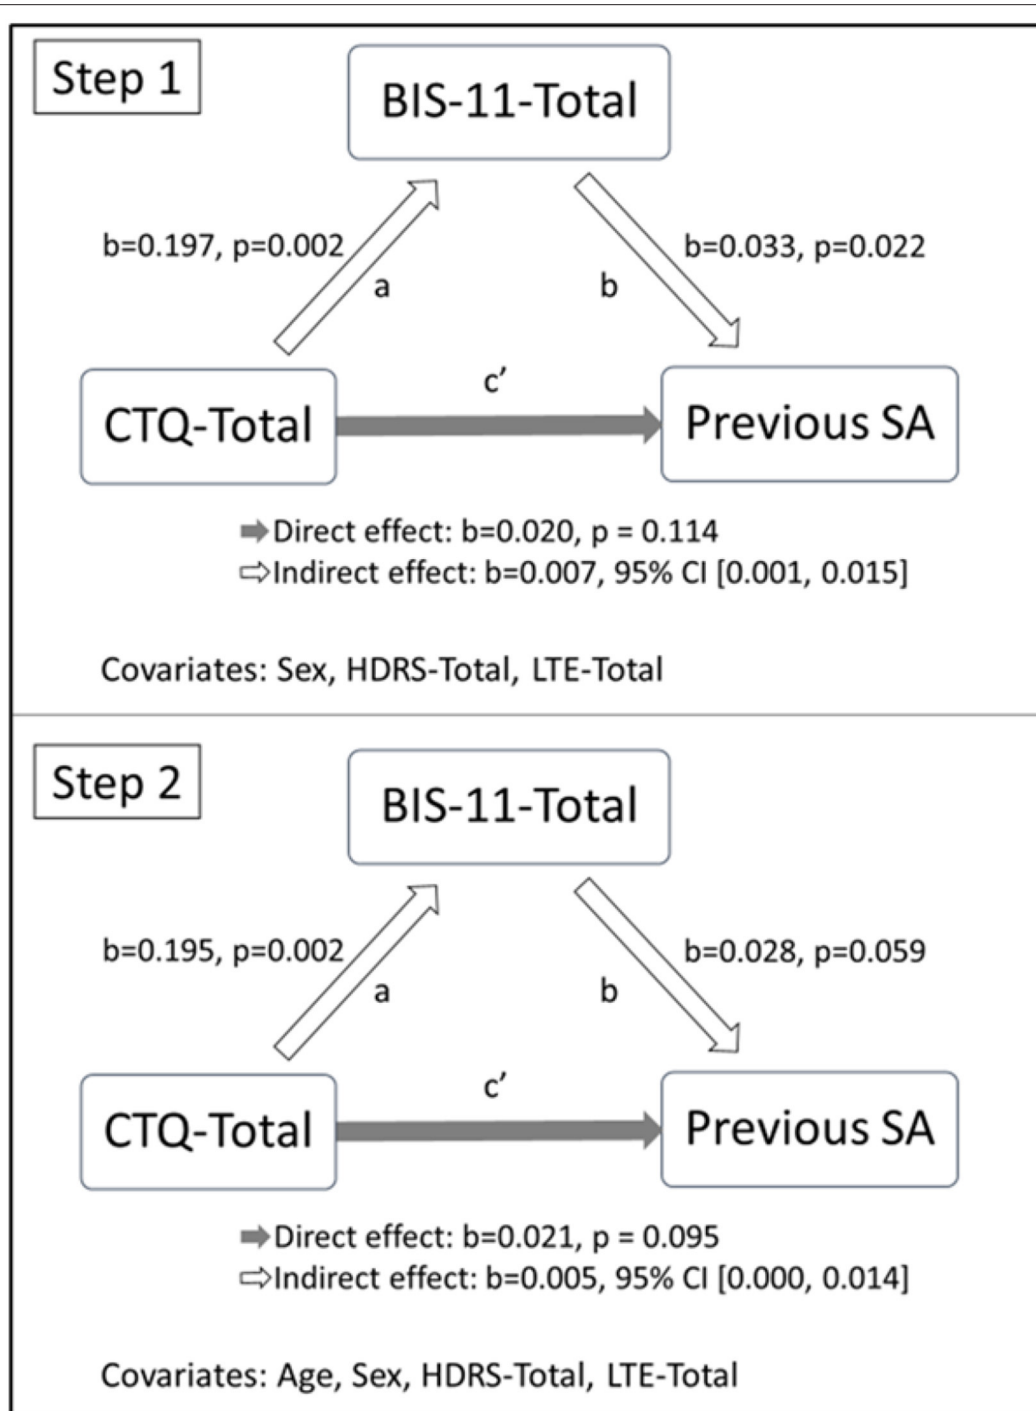 Step 1
BIS-11-Total
b=0.197, p=0.002
b=0.033, p=0.022
a
b
c’
CTQ-Total
Previous SA
Direct effect: b=0.020, p = 0.114
Indirect effect: b=0.007, 95% CI [0.001, 0.015]
Covariates: Sex, HDRS-Total, LTE-Total
Step 2
BIS-11-Total
b=0.195, p=0.002
b=0.028, p=0.059
a
b
c’
CTQ-Total
Previous SA
Direct effect: b=0.021, p = 0.095
Indirect effect: b=0.005, 95% CI [0.000, 0.014]
Covariates: Age, Sex, HDRS-Total, LTE-Total